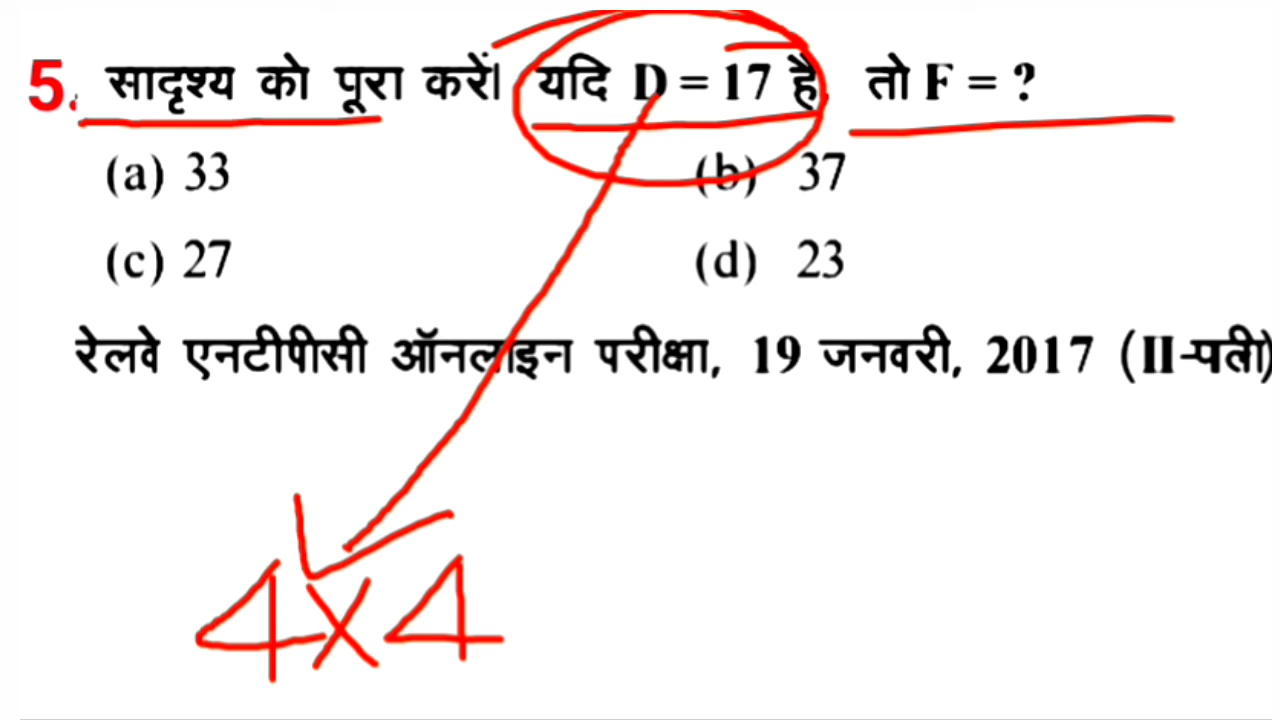 5. सादृश्य को पूरा करें। यदि D = 17 है, तो F = ?
(a) 33 (b) 37
(c) 27 (d) 23
रेलवे एनटीपीसी ऑनलाइन परीक्षा, 19 जनवरी, 2017 (II-पाली)
4×4